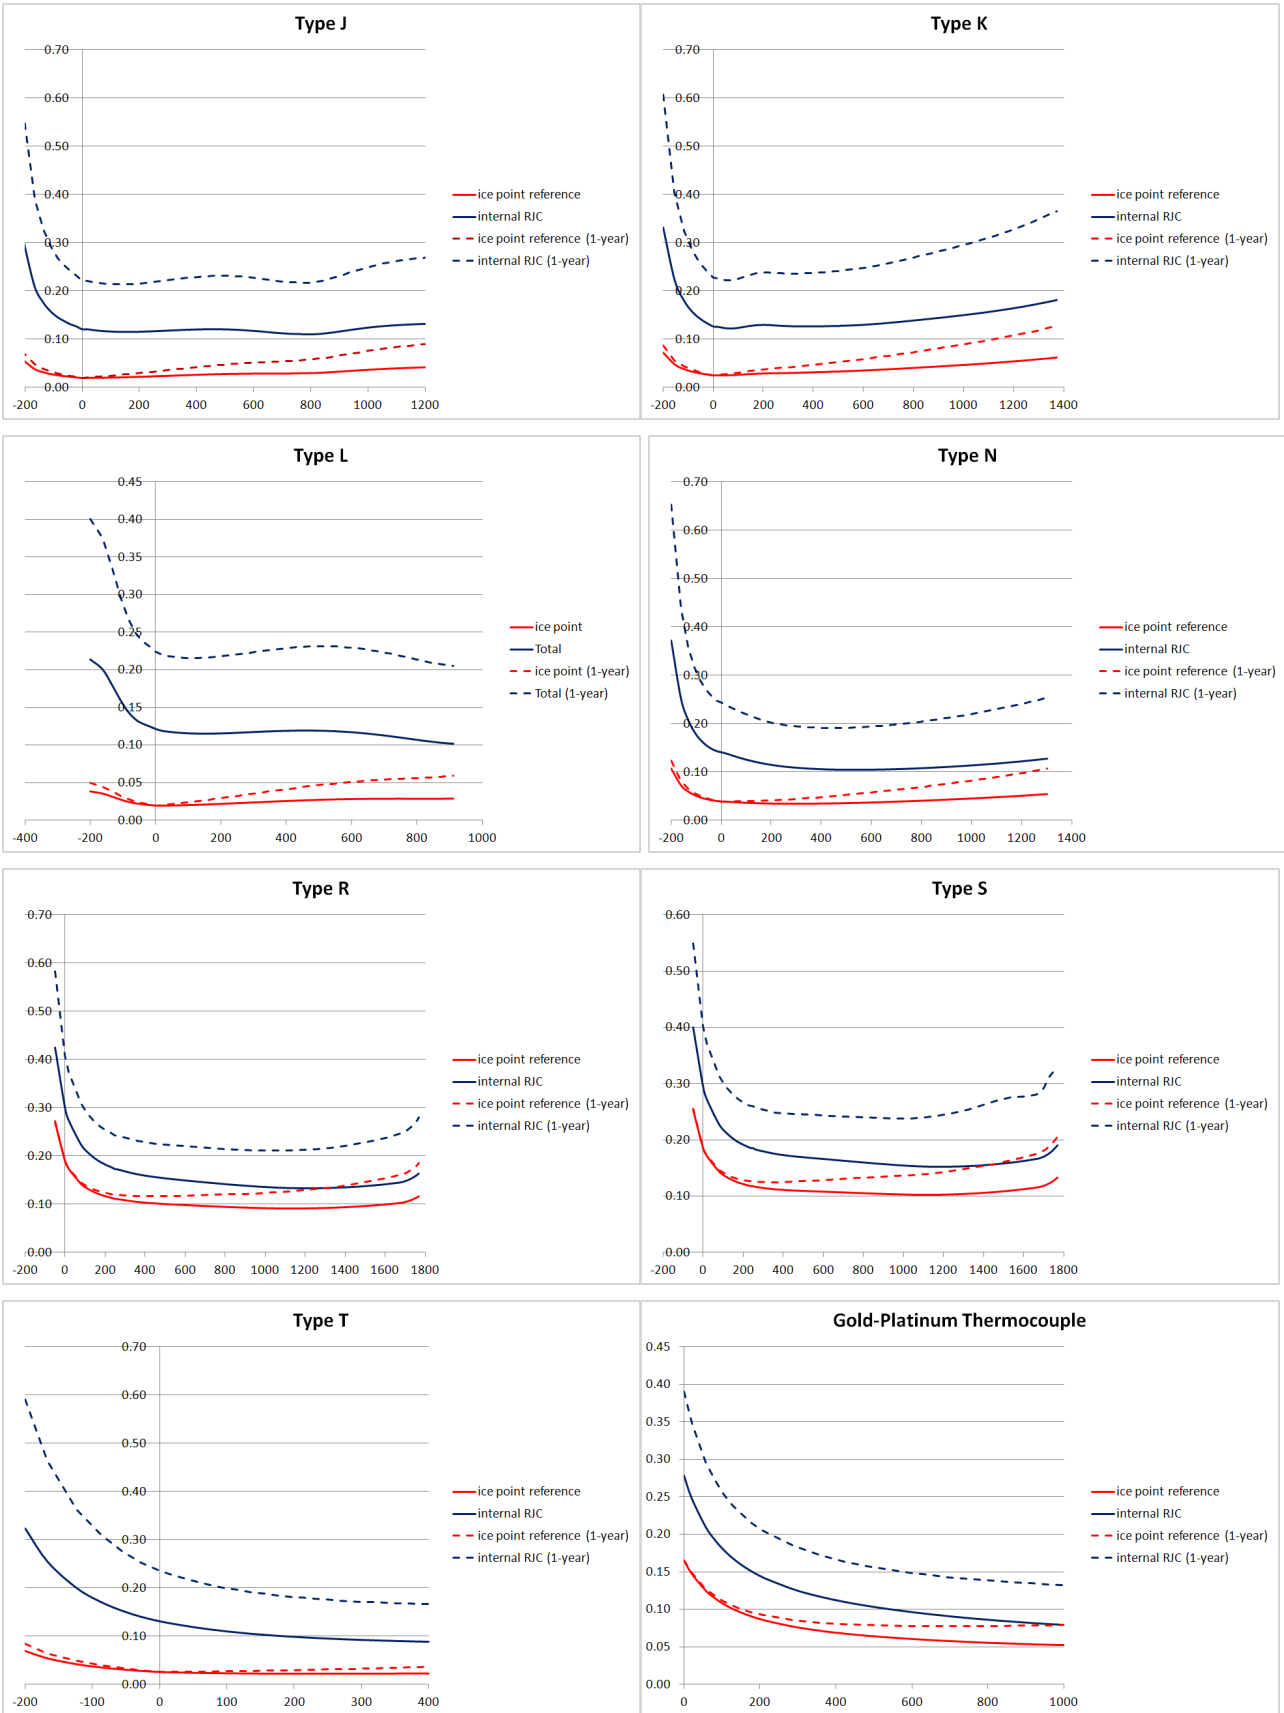 Type J
0.70
0.60
0.50
0.40
0.30
0.20
0.10
0.00
-200 0 200 400 600 800 1000 1200
ice point reference
internal RJC
ice point reference (1-year)
internal RJC (1-year)
Type K
0.70
0.60
0.50
0.40
0.30
0.20
0.10
0.00
-200 0 200 400 600 800 1000 1200 1400
ice point reference
internal RJC
ice point reference (1-year)
internal RJC (1-year)
Type L
0.45
0.40
0.35
0.30
0.25
0.20
0.15
0.10
0.05
0.00
-400 -200 0 200 400 600 800 1000
ice point
Total
ice point (1-year)
Total (1-year)
Type N
0.70
0.60
0.50
0.40
0.30
0.20
0.10
0.00
-200 0 200 400 600 800 1000 1200 1400
ice point reference
internal RJC
ice point reference (1-year)
internal RJC (1-year)
Type R
0.70
0.60
0.50
0.40
0.30
0.20
0.10
0.00
-200 0 200 400 600 800 1000 1200 1400 1600 1800
ice point reference
internal RJC
ice point reference (1-year)
internal RJC (1-year)
Type S
0.60
0.50
0.40
0.30
0.20
0.10
0.00
-200 0 200 400 600 800 1000 1200 1400 1600 1800
ice point reference
internal RJC
ice point reference (1-year)
internal RJC (1-year)
Type T
0.70
0.60
0.50
0.40
0.30
0.20
0.10
0.00
-200 -100 0 100 200 300 400
ice point reference
internal RJC
ice point reference (1-year)
internal RJC (1-year)
Gold-Platinum Thermocouple
0.45
0.40
0.35
0.30
0.25
0.20
0.15
0.10
0.05
0.00
0 200 400 600 800 1000
ice point reference
internal RJC
ice point reference (1-year)
internal RJC (1-year)